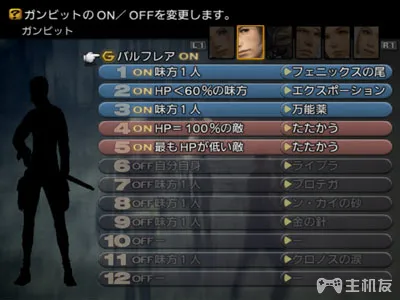 ガンビットのON／OFFを変更します。
ガンビット
L1
R1
バルフレア ON
1 ON 味方1人 フェニックスの尾
2 ON HP＜60％の味方 エクスポーション
3 ON 味方1人 万能薬
4 ON HP＝100％の敵 たたかう
5 ON 最もHPが低い敵 たたかう
6 OFF 自分自身 ライブラ
7 OFF 味方1人 プロテガ
8 OFF 味方1人 ン・カイの砂
9 OFF 味方1人 金の針
10 OFF －
11 OFF 味方1人 クロノスの涙
12 OFF － －
主机友